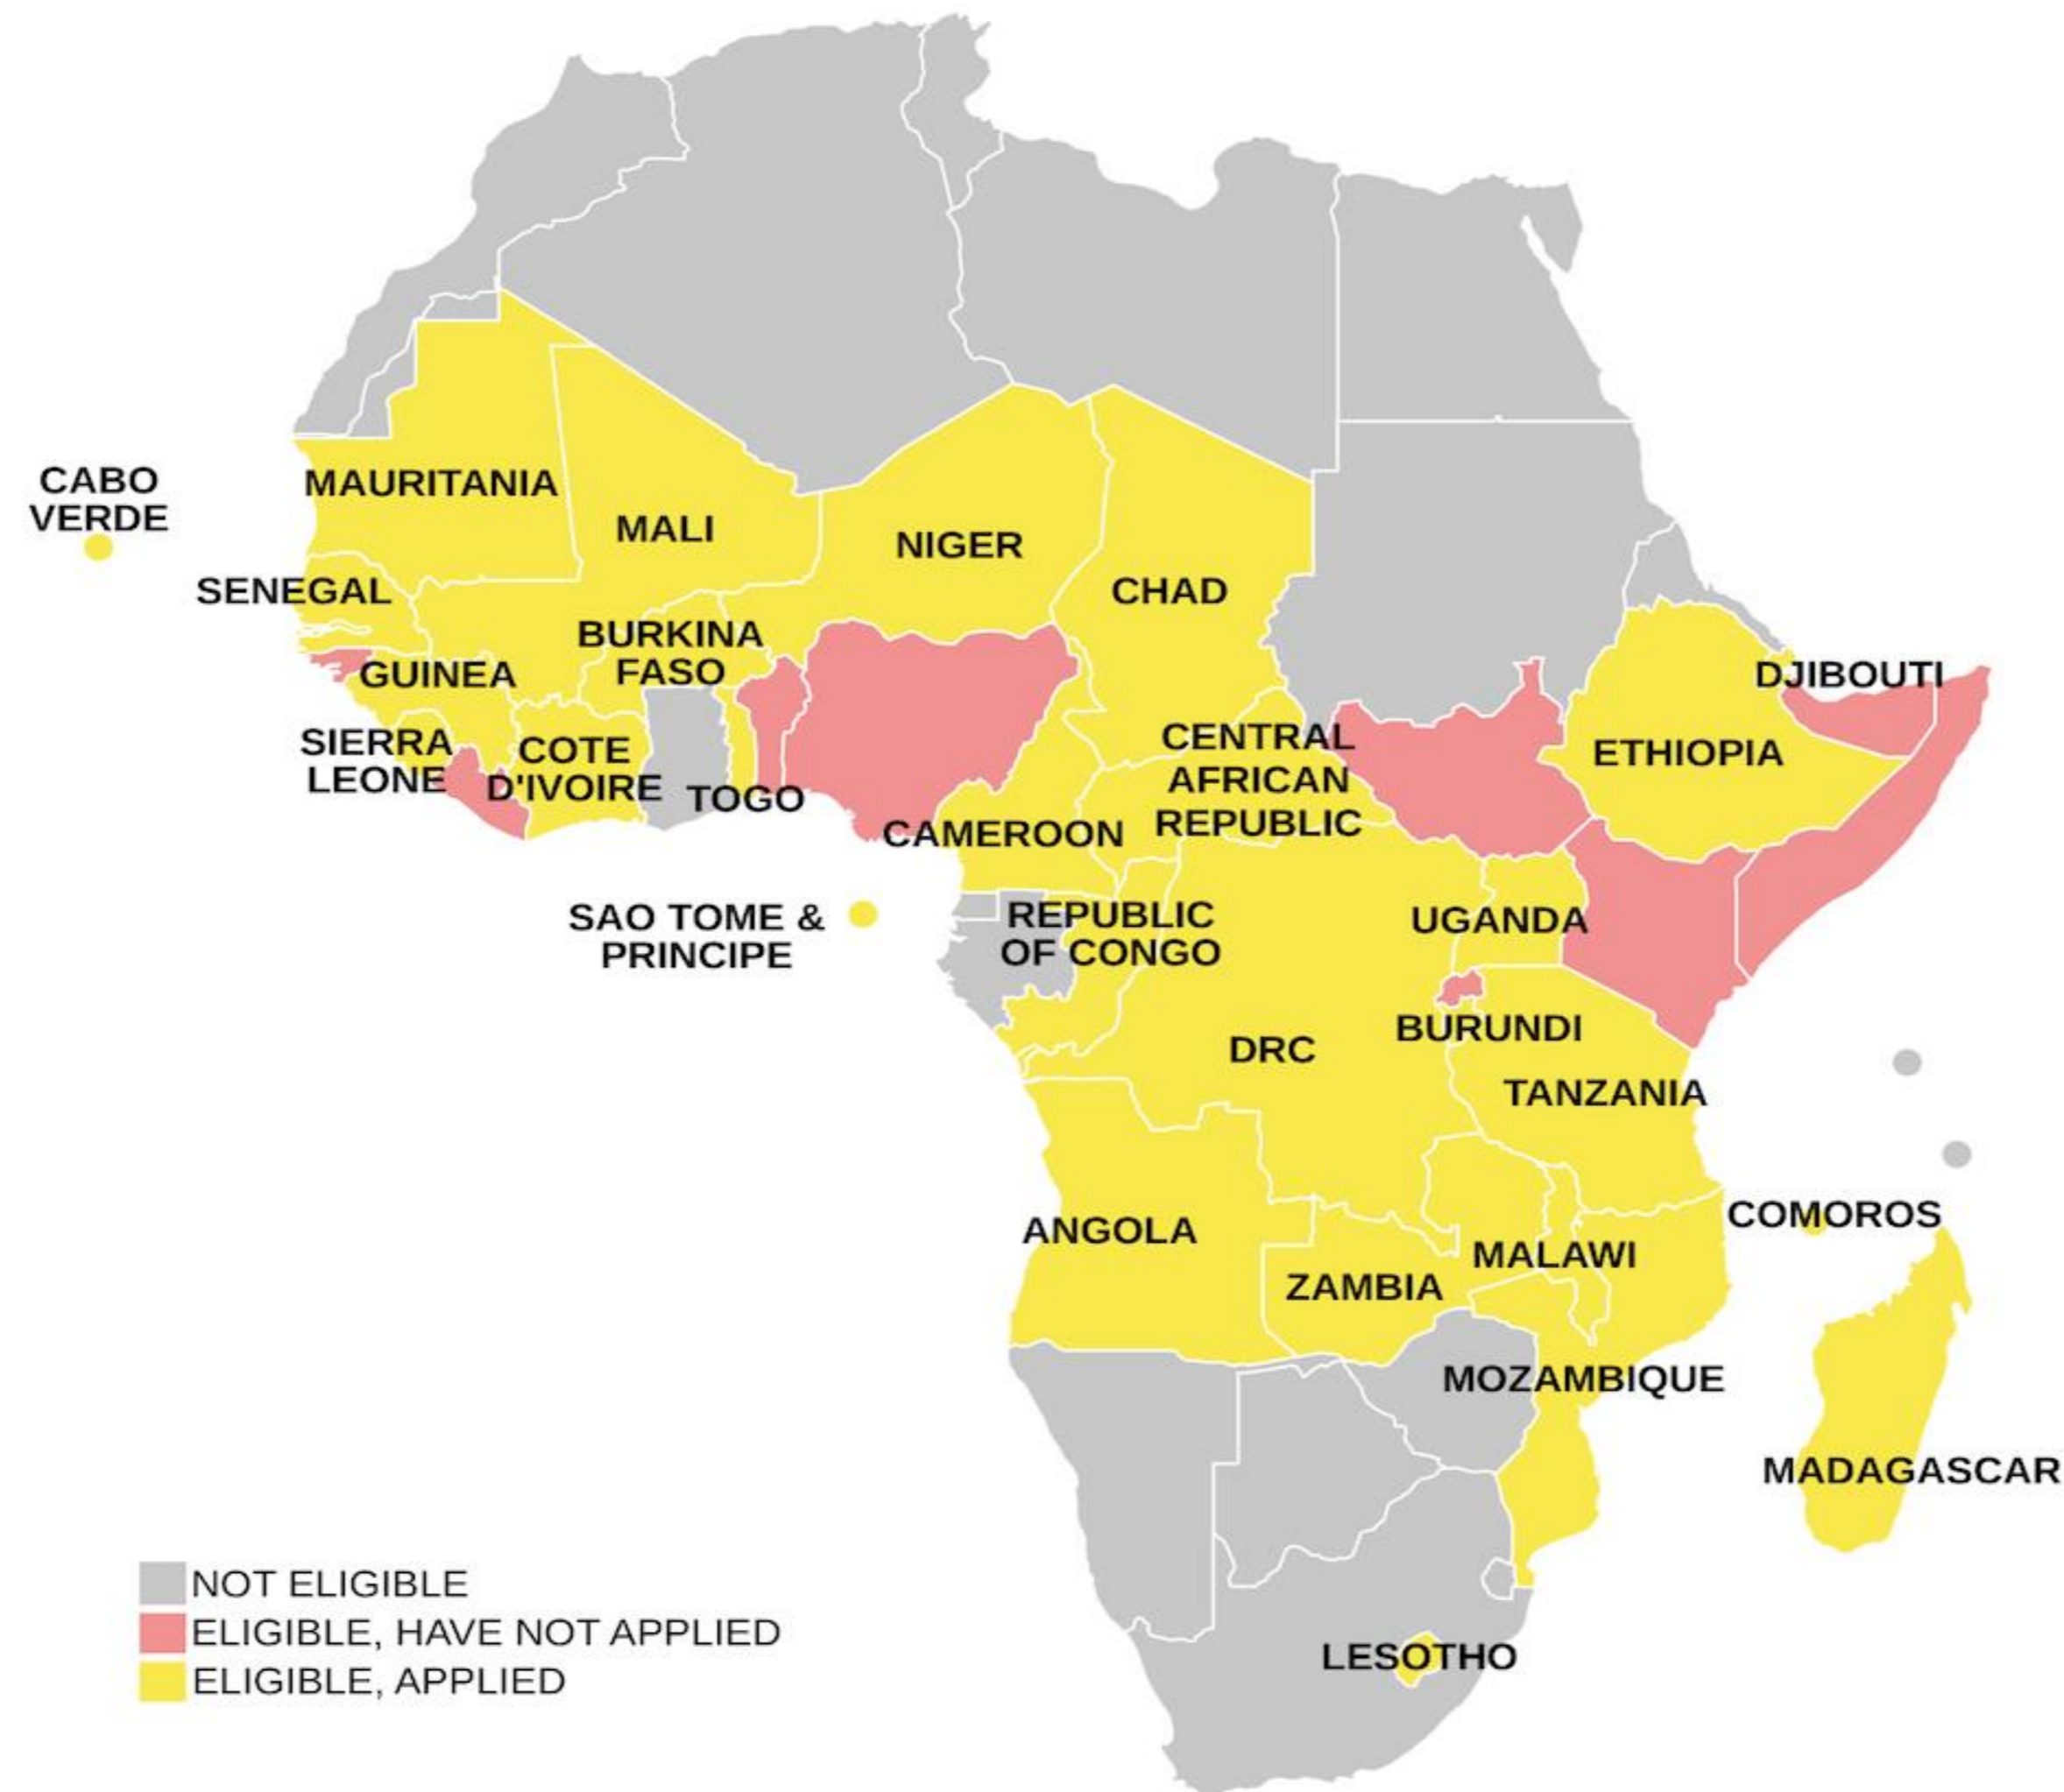 CABO
VERDE
MAURITANIA
MALI
NIGER
CHAD
SENEGAL
BURKINA
FASO
GUINEA
DJIBOUTI
SIERRA
LEONE
COTE
D'IVOIRE
TOGO
CENTRAL
AFRICAN
REPUBLIC
ETHIOPIA
CAMEROON
SAO TOME &
PRINCIPE
REPUBLIC
OF CONGO
UGANDA
BURUNDI
DRC
TANZANIA
COMOROS
ANGOLA
MALAWI
ZAMBIA
MOZAMBIQUE
MADAGASCAR
LESOTHO
NOT ELIGIBLE
ELIGIBLE, HAVE NOT APPLIED
ELIGIBLE, APPLIED